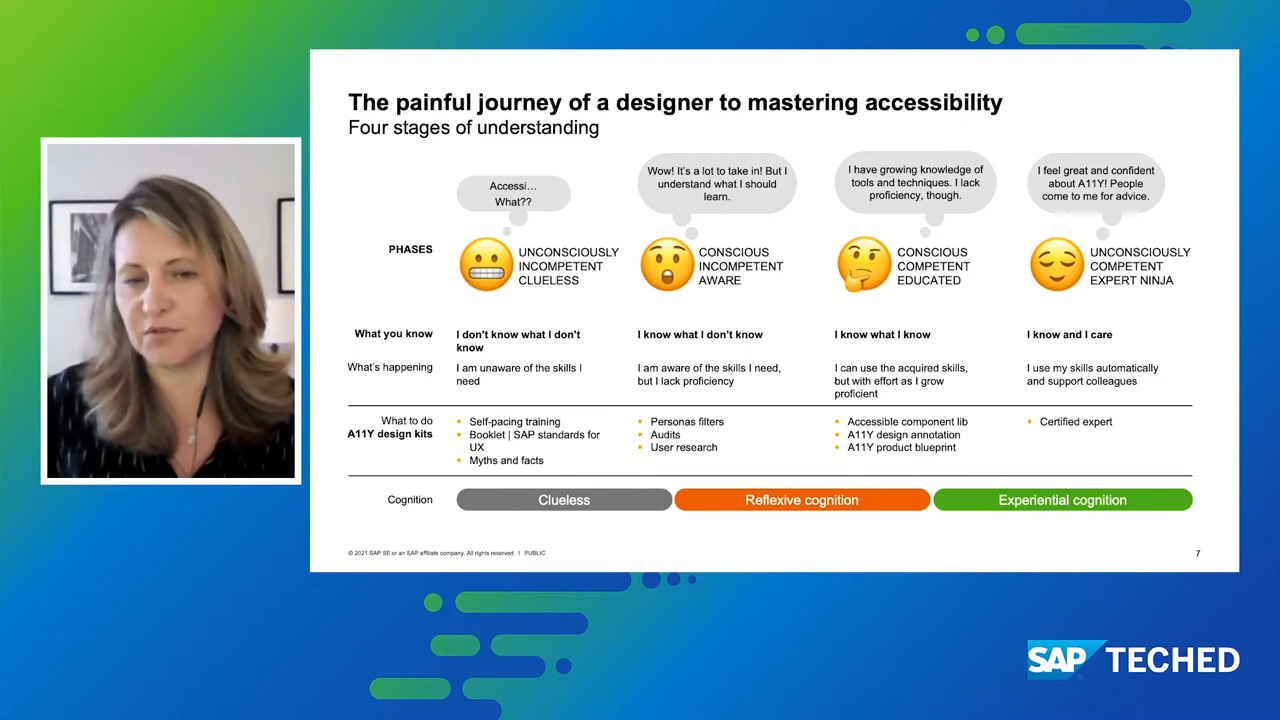 The painful journey of a designer to mastering accessibility
Four stages of understanding
Accessi…
What??
Wow! It's a lot to take in! But I
understand what I should
learn.
I have growing knowledge of
tools and techniques. I lack
proficiency, though.
I feel great and confident
about A11Y! People
come to me for advice.
PHASES
UNCONSCIOUSLY
INCOMPETENT
CLUELESS
CONSCIOUS
INCOMPETENT
AWARE
CONSCIOUS
COMPETENT
EDUCATED
UNCONSCIOUSLY
COMPETENT
EXPERT NINJA
What you know
I don't know what I don't
know
I know what I don't know
I know what I know
I know and I care
What's happening
I am unaware of the skills I
need
I am aware of the skills I need,
but I lack proficiency
I can use the acquired skills,
but with effort as I grow
proficient
I use my skills automatically
and support colleagues
What to do
A11Y design kits
▪ Self-pacing training
▪ Booklet | SAP standards for
UX
▪ Myths and facts
▪ Personas filters
▪ Audits
▪ User research
▪ Accessible component lib
▪ A11Y design annotation
▪ A11Y product blueprint
▪ Certified expert
Cognition
Clueless
Reflexive cognition
Experiential cognition
© 2021 SAP SE or an SAP affiliate company. All rights reserved. I PUBLIC
7
SAP TECHED